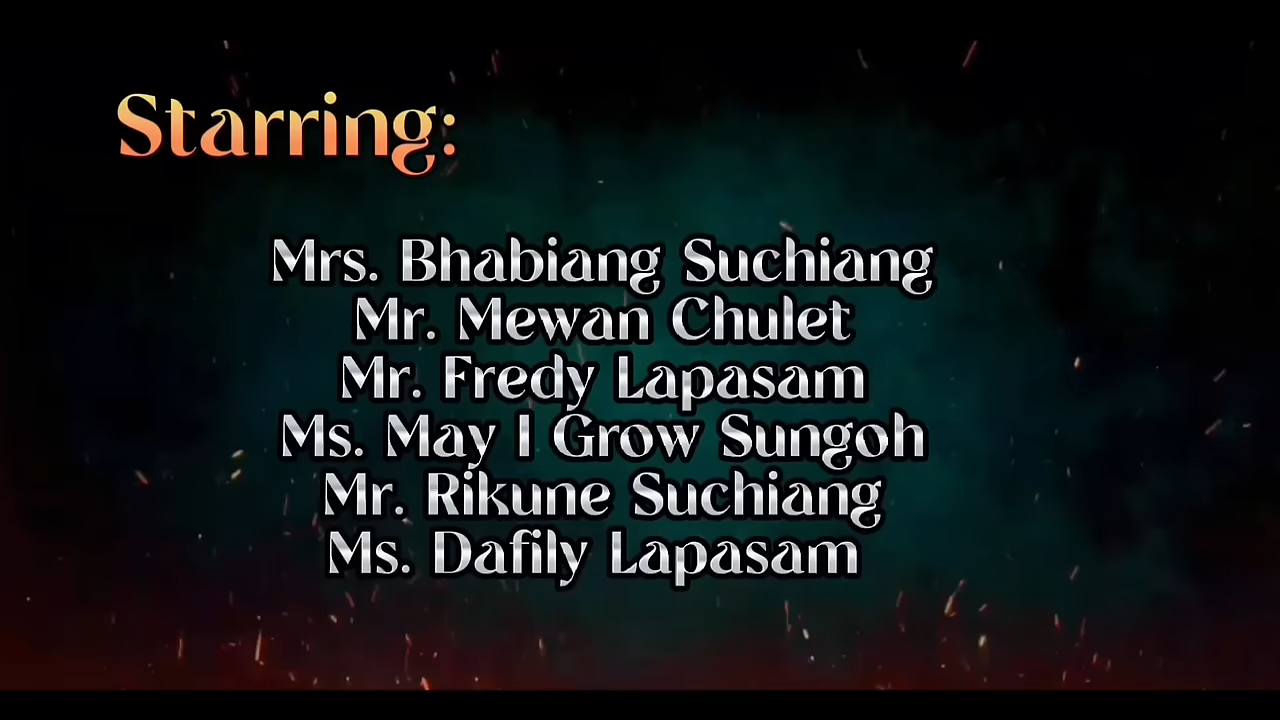 Starring:
Mrs. Bhabiang Suchiang
Mr. Mewan Chulet
Mr. Fredy Lapasam
Ms. May I Grow Sungoh
Mr. Rikune Suchiang
Ms. Dafily Lapasam